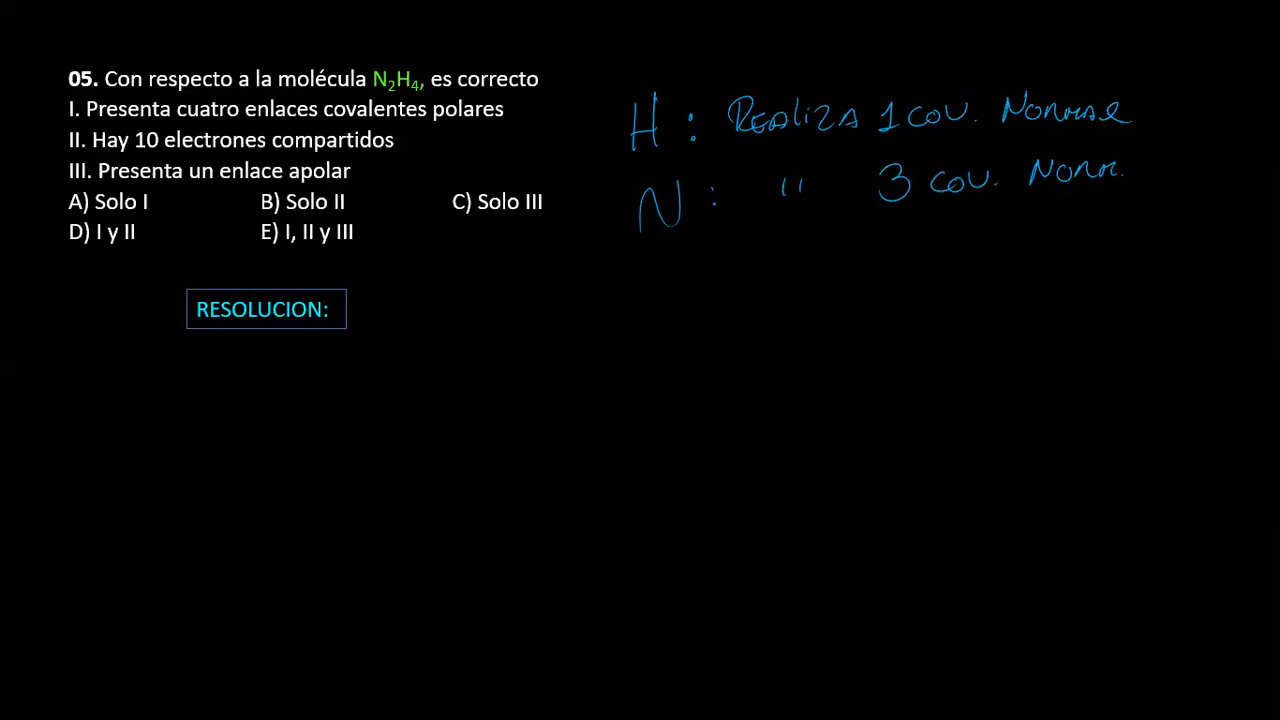 05. Con respecto a la molécula N₂H₄, es correcto
I. Presenta cuatro enlaces covalentes polares
II. Hay 10 electrones compartidos
III. Presenta un enlace apolar
A) Solo I B) Solo II C) Solo III
D) I y II E) I, II y III
RESOLUCION:
H : REALIZA 1 COV. NORMAL
N : " 3 COV. NORM.